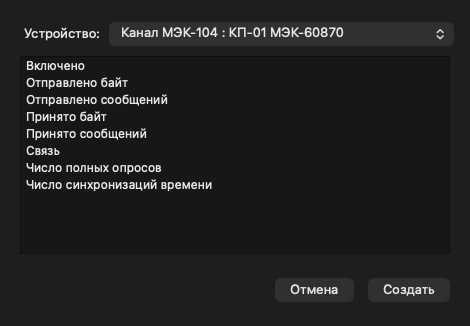 Устройство: Канал МЭК-104 : КП-01 МЭК-60870
Включено
Отправлено байт
Отправлено сообщений
Принято байт
Принято сообщений
Связь
Число полных опросов
Число синхронизаций времени
Отмена Создать